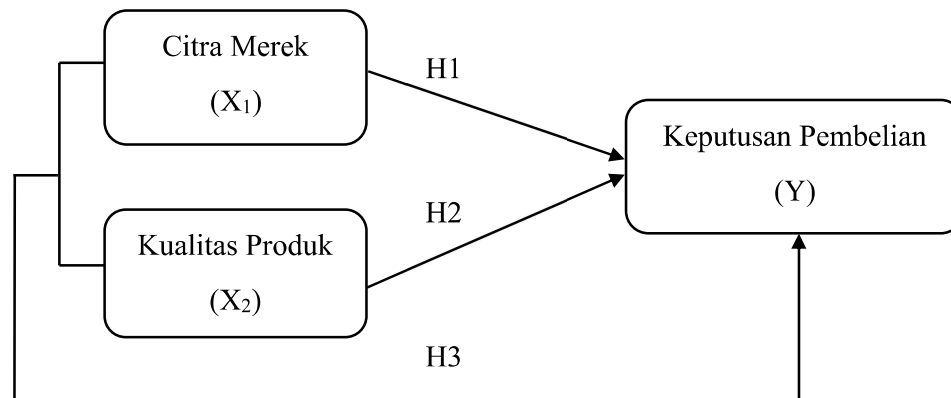 Citra Merek
(X₁)
H1
Keputusan Pembelian
(Y)
H2
Kualitas Produk
(X₂)
H3